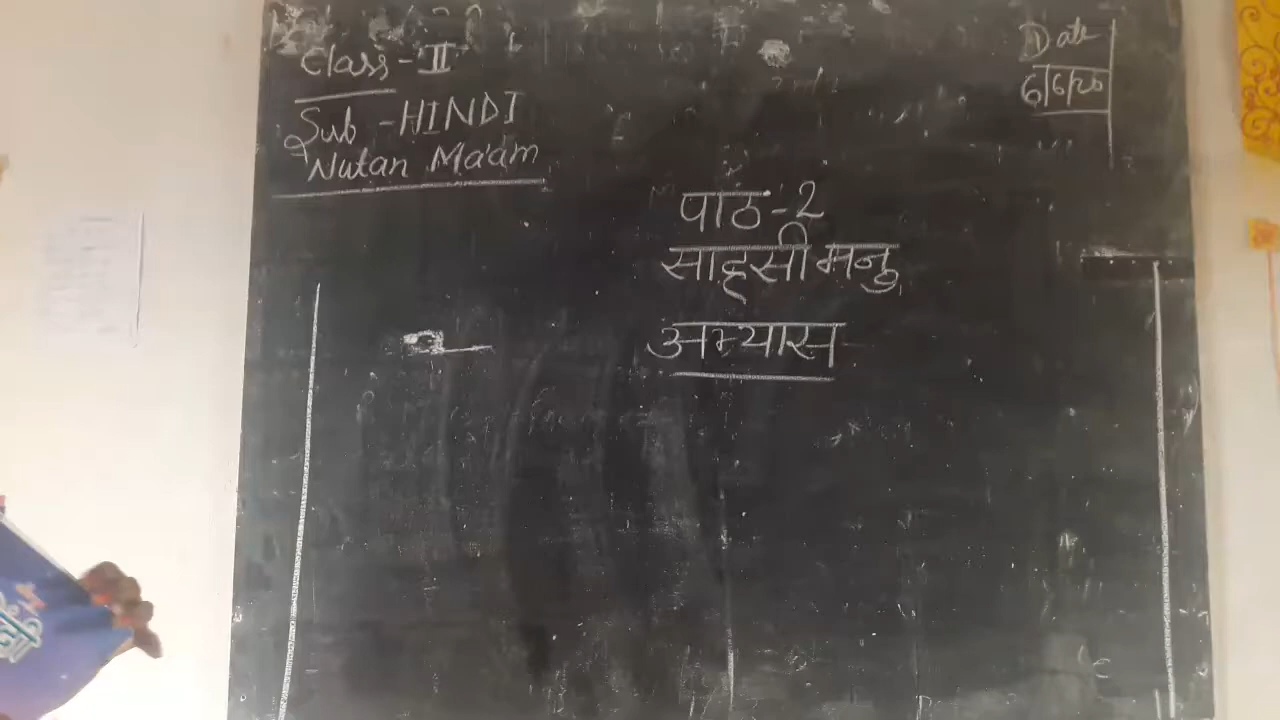 Class - II
Sub - HINDI
Nutan Ma'am
Date
6/6/20
पाठ-2
साहसी मनु
अभ्यास